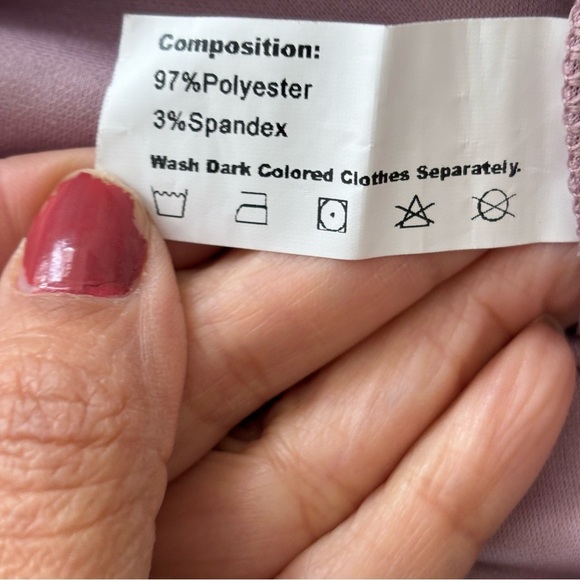 Composition:
97%Polyester
3%Spandex
Wash Dark Colored Clothes Separately.